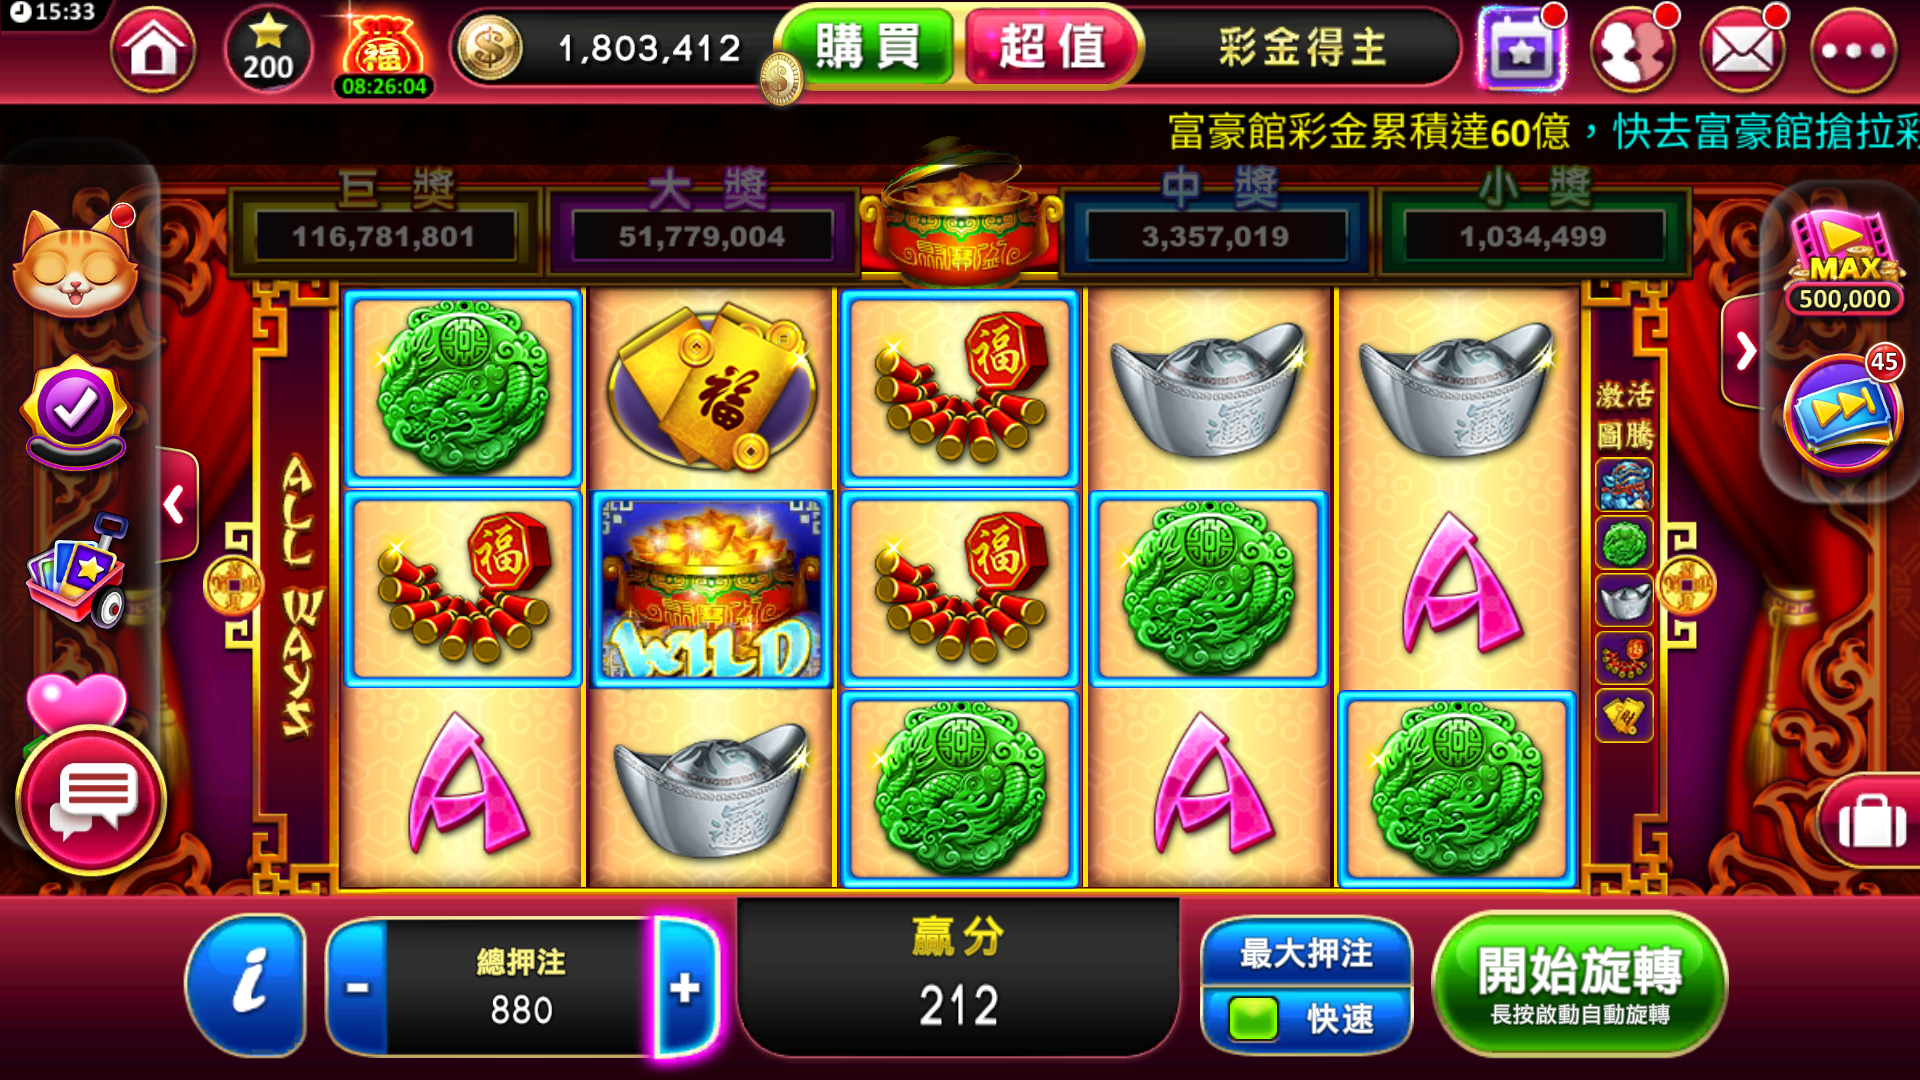 15:33
200
福
08:26:04
1,803,412
購買
超值
彩金得主
富豪館彩金累積達60億，快去富豪館搶拉彩
巨獎
116,781,801
大獎
51,779,004
中獎
3,357,019
小獎
1,034,499
MAX
500,000
45
ALL WAYS
激活
圖騰
福
福
福
福
WILD
A
A
A
總押注
880
-
+
贏分
212
最大押注
快速
開始旋轉
長按啟動自動旋轉
i